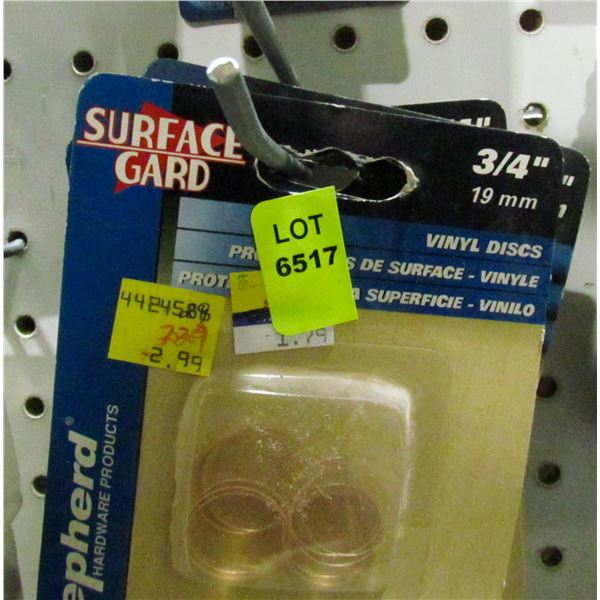 SURFACE
GARD
3/4"
19 mm
VINYL DISCS
DE SURFACE - VINYLE
SUPERFICIE - VINILO
LOT
6517
2.99
1.79
epherd®
HARDWARE PRODUCTS